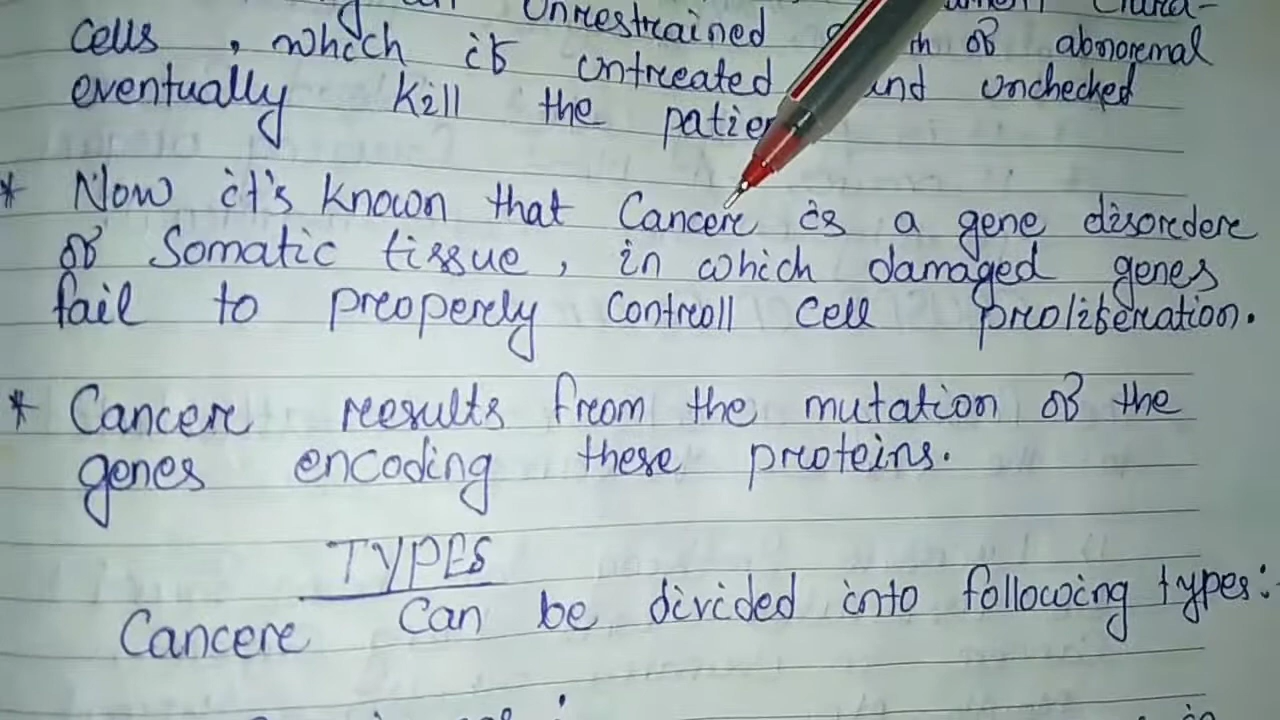 Unrestrained
cells, which if untreated and unchecked
of abnormal
eventually kill the
* Now it's known that Cancer is a gene disorder
of Somatic tissue, in which damaged genes
fail to properly Controll cell proliferation.
* Cancer results from the mutation of the
genes encoding these proteins.
TYPES
Cancer Can be divided into following types: